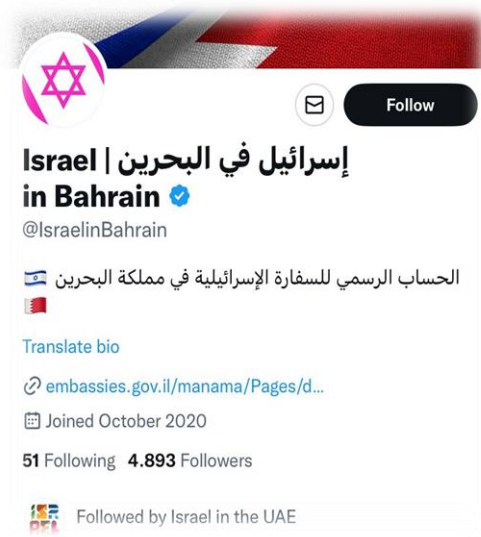 Follow
إسرائيل في البحرين | Israel
in Bahrain
@IsraelinBahrain
الحساب الرسمي للسفارة الإسرائيلية في مملكة البحرين 🇮🇱
🇧🇭
Translate bio
embassies.gov.il/manama/Pages/d...
Joined October 2020
51 Following 4.893 Followers
Followed by Israel in the UAE